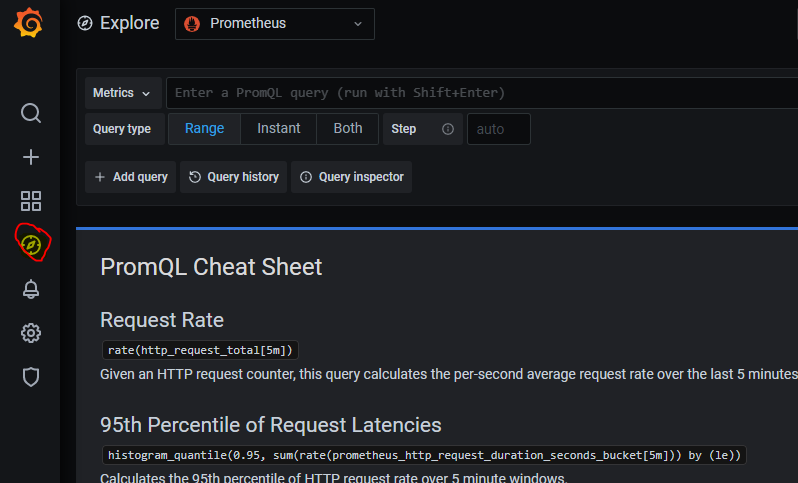 Explore
Prometheus
Metrics
Enter a PromQL query (run with Shift+Enter)
Query type
Range
Instant
Both
Step
auto
+ Add query
Query history
Query inspector
PromQL Cheat Sheet
Request Rate
rate(http_request_total[5m])
Given an HTTP request counter, this query calculates the per-second average request rate over the last 5 minutes
95th Percentile of Request Latencies
histogram_quantile(0.95, sum(rate(prometheus_http_request_duration_seconds_bucket[5m])) by (le))
Calculates the 95th percentile of HTTP request rate over 5 minute windows.